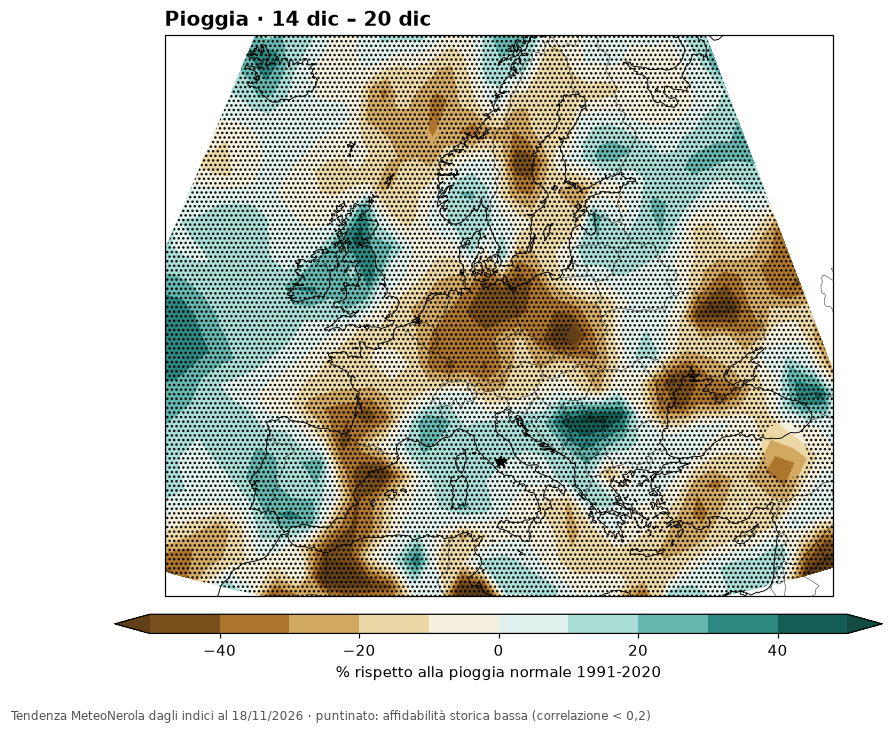 Pioggia · 14 dic – 20 dic
−40 −20 0 20 40
% rispetto alla pioggia normale 1991-2020
Tendenza MeteoNerola dagli indici al 18/11/2026 · puntinato: affidabilità storica bassa (correlazione < 0,2)